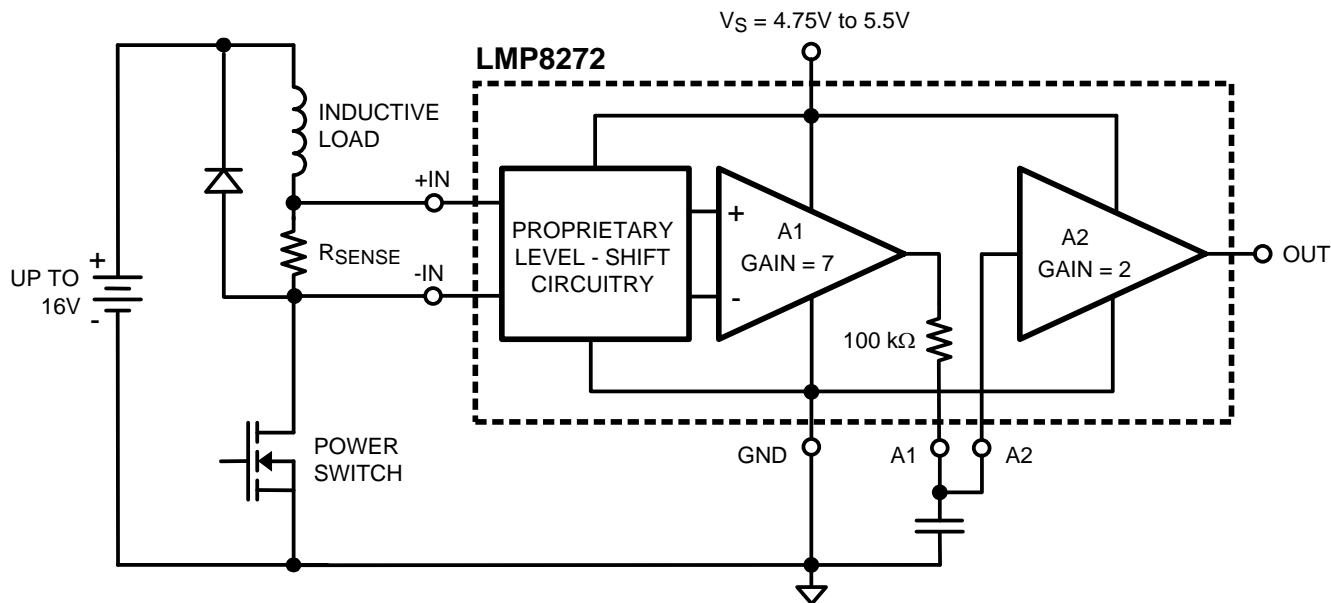 V_S = 4.75V to 5.5V
LMP8272
INDUCTIVE
LOAD
+IN
-IN
R_SENSE
PROPRIETARY
LEVEL - SHIFT
CIRCUITRY
+
-
A1
GAIN = 7
A2
GAIN = 2
OUT
UP TO
16V
+
-
100 kΩ
POWER
SWITCH
GND
A1
A2